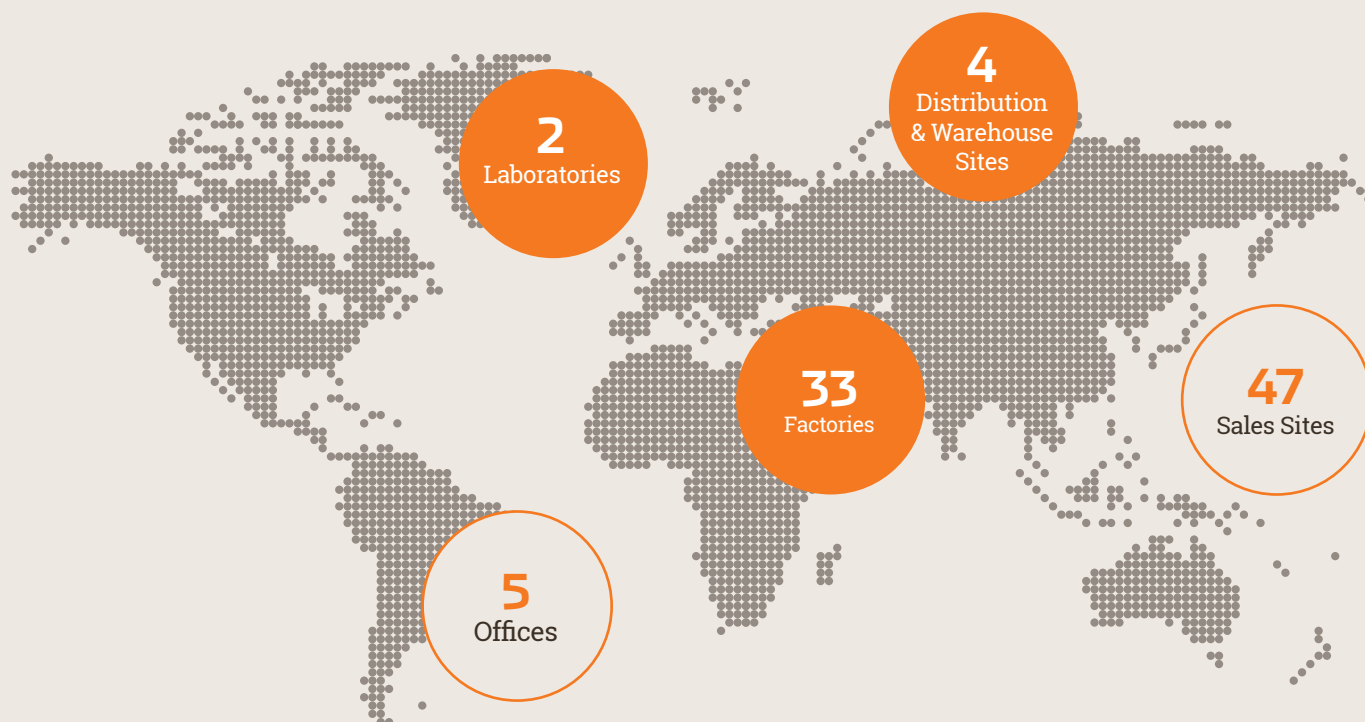 4
Distribution
& Warehouse
Sites
2
Laboratories
33
Factories
47
Sales Sites
5
Offices